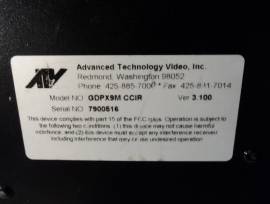 ATV
Advanced Technology Video, Inc.
Redmond, Washington 98052
Phone: 425-885-7000 * Fax: 425-881-7014
Model NO. GDPX9M CCIR Ver 3.100
Serial NO. 7900516
This device complies with part 15 of the FCC rules. Operation is subject to
the following two conditions: (1) this device may not cause harmful
interference, and (2) this device must accept any interference received
including interference that may cause undesired operation.